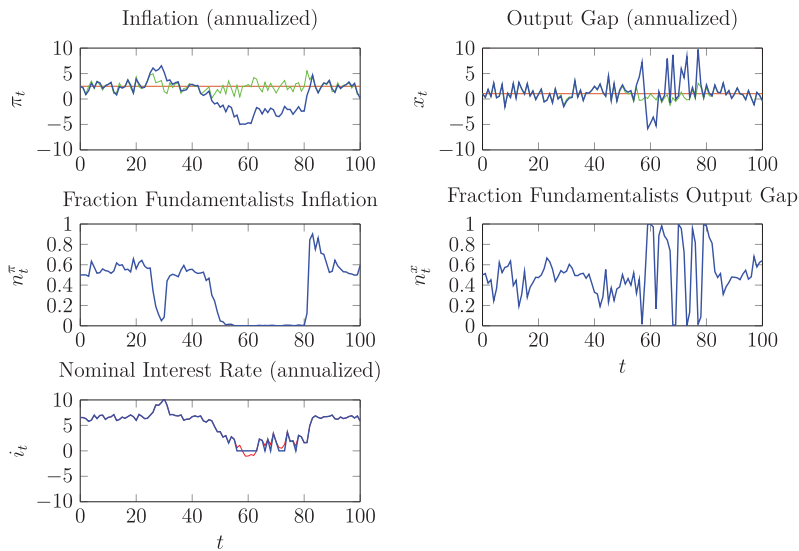 Inflation (annualized)
Output Gap (annualized)
10
5
0
−5
−10
π_t
0 20 40 60 80 100
10
5
0
−5
−10
x_t
0 20 40 60 80 100
Fraction Fundamentalists Inflation
Fraction Fundamentalists Output Gap
1
0.8
0.6
0.4
0.2
0
n_t^π
0 20 40 60 80 100
1
0.8
0.6
0.4
0.2
0
n_t^x
0 20 40 60 80 100
t
Nominal Interest Rate (annualized)
10
5
0
−5
−10
i_t
0 20 40 60 80 100
t